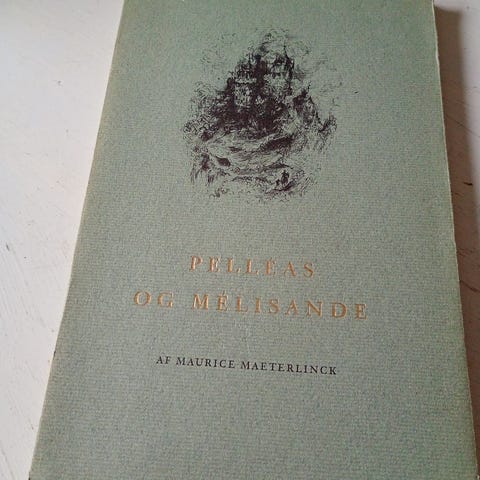 PELLÉAS
OG MÉLISANDE
AF MAURICE MAETERLINCK